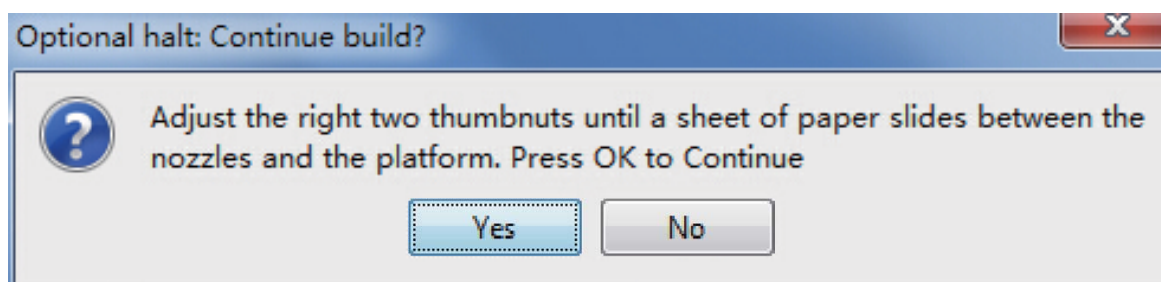 Optional halt: Continue build?
Adjust the right two thumbnuts until a sheet of paper slides between the
nozzles and the platform. Press OK to Continue
Yes
No